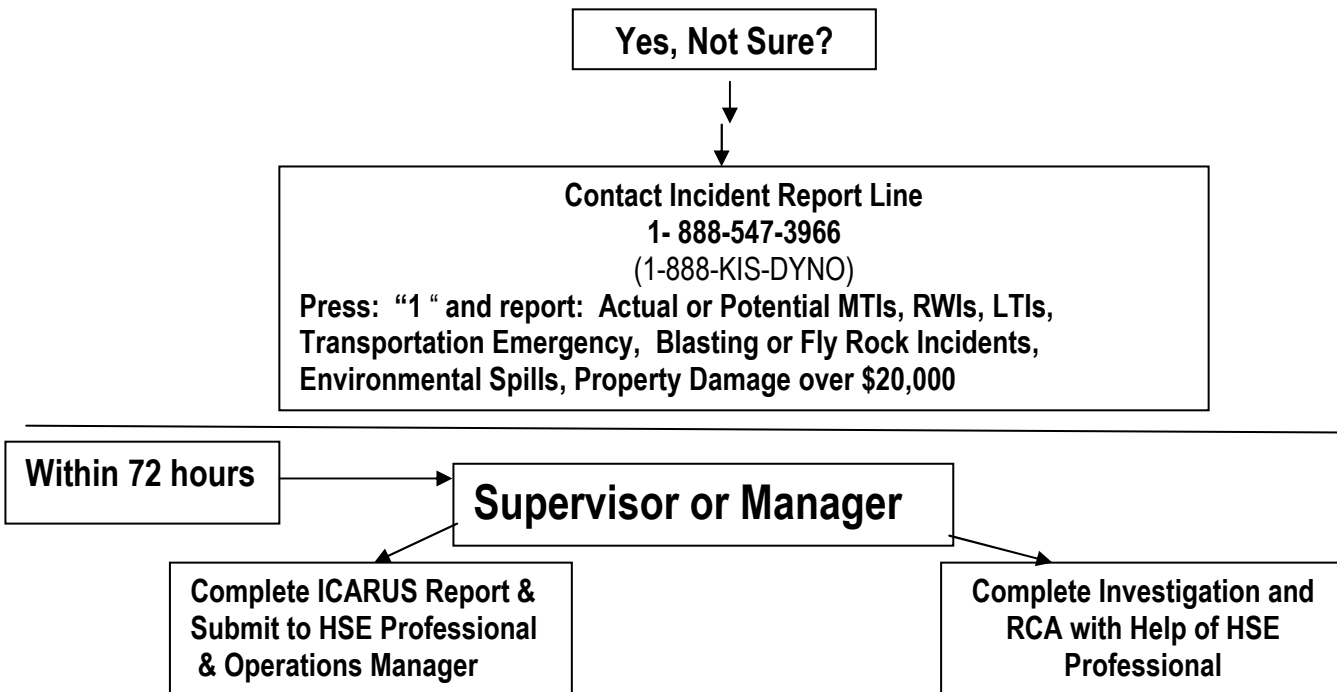 Yes, Not Sure?
Contact Incident Report Line
1- 888-547-3966
(1-888-KIS-DYNO)
Press: “1 “ and report: Actual or Potential MTIs, RWIs, LTIs,
Transportation Emergency, Blasting or Fly Rock Incidents,
Environmental Spills, Property Damage over $20,000
Within 72 hours
Supervisor or Manager
Complete ICARUS Report &
Submit to HSE Professional
& Operations Manager
Complete Investigation and
RCA with Help of HSE
Professional